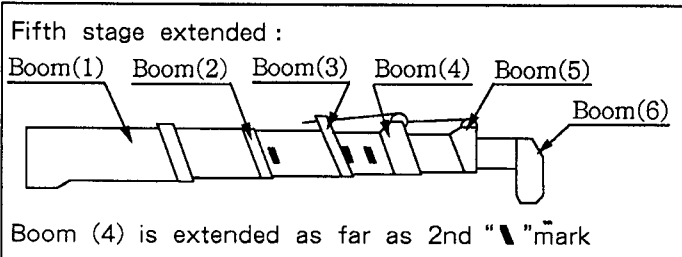 Fifth stage extended :
Boom(1) Boom(2) Boom(3) Boom(4) Boom(5)
Boom(6)
Boom (4) is extended as far as 2nd "\" mark